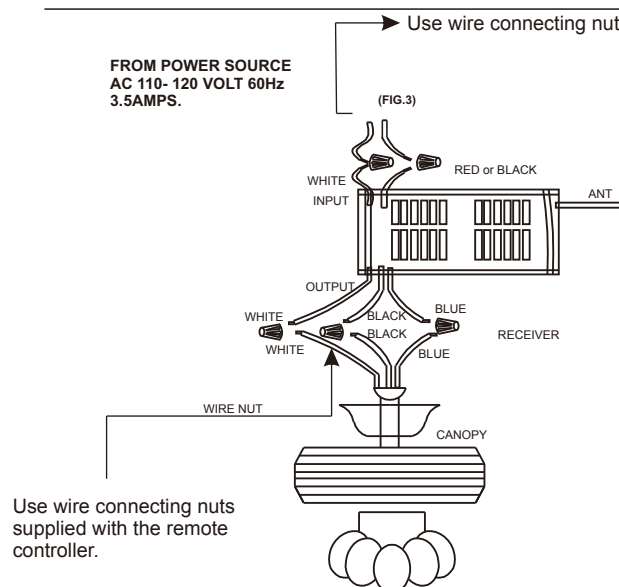 Use wire connecting nut
FROM POWER SOURCE
AC 110- 120 VOLT 60Hz
3.5AMPS.
(FIG.3)
WHITE
RED or BLACK
INPUT
ANT
OUTPUT
WHITE
BLACK
BLUE
WHITE
BLACK
BLUE
RECEIVER
WIRE NUT
CANOPY
Use wire connecting nuts
supplied with the remote
controller.